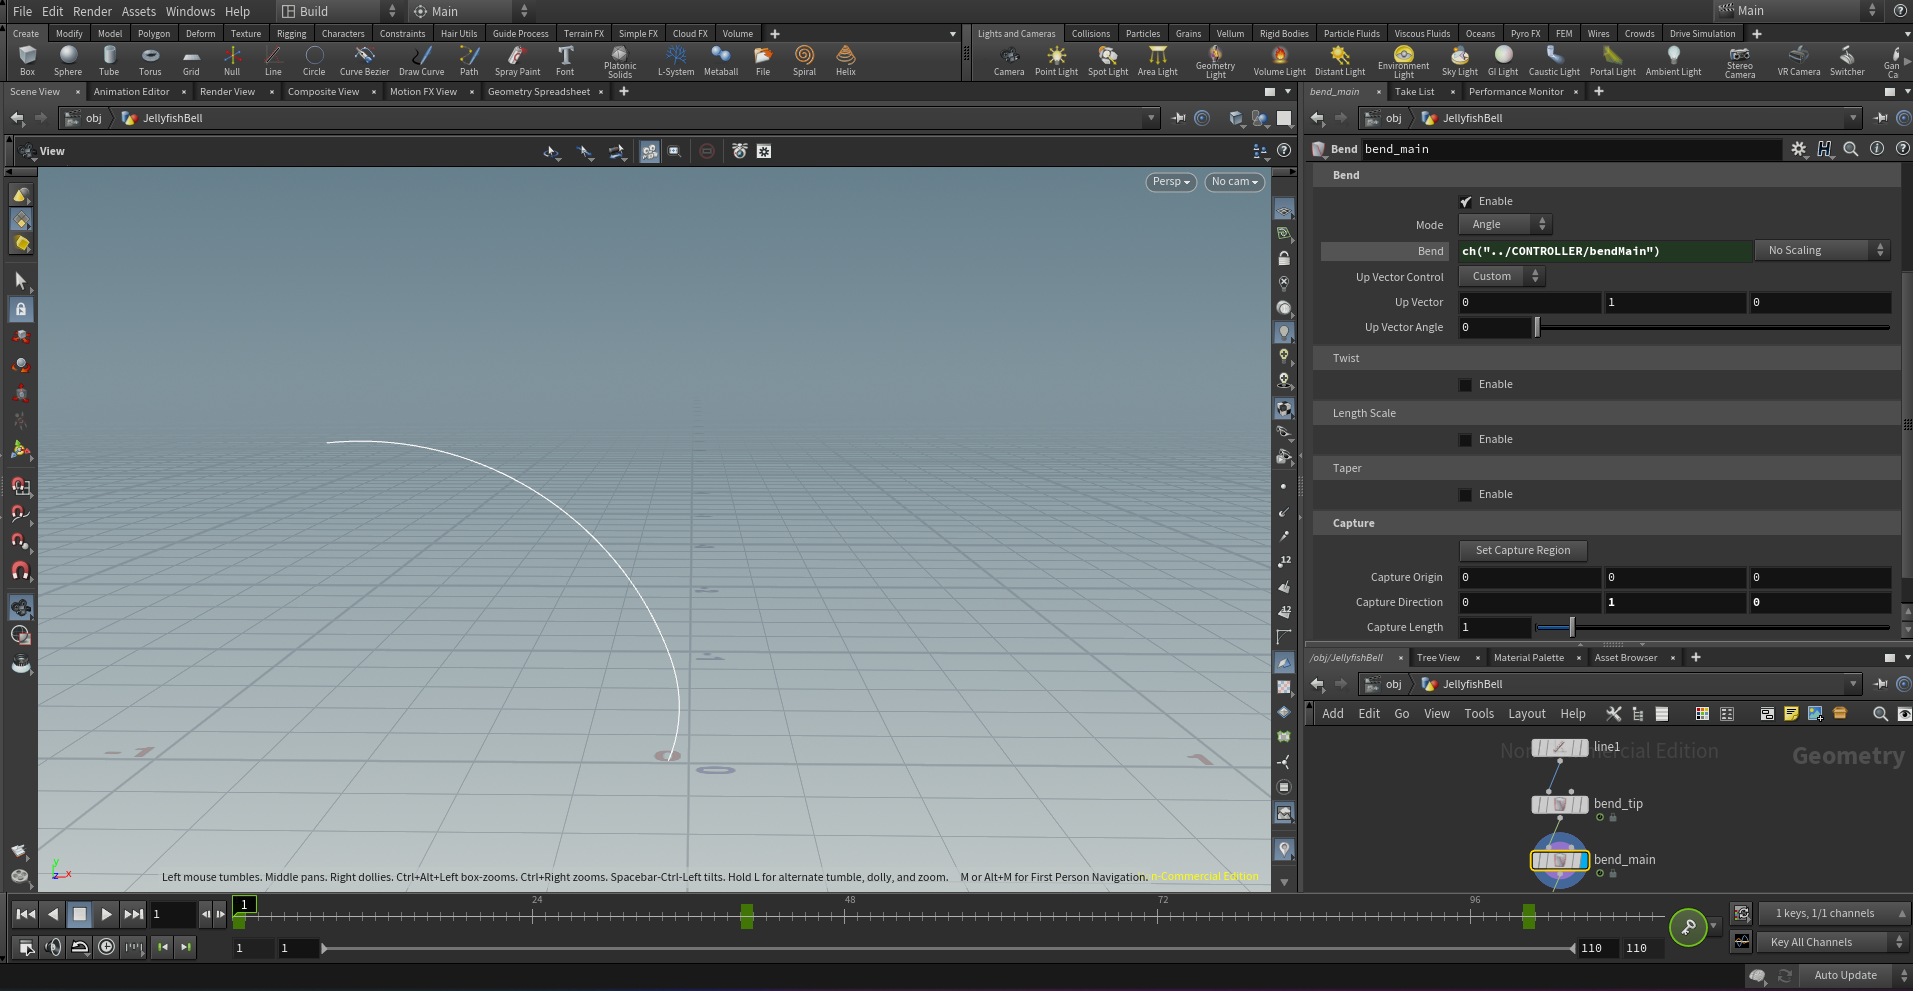 File Edit Render Assets Windows Help Build Main Main
Create Modify Model Polygon Deform Texture Rigging Characters Constraints Hair Utils Guide Process Terrain FX Simple FX Cloud FX Volume
Lights and Cameras Collisions Particles Grains Vellum Rigid Bodies Particle Fluids Viscous Fluids Oceans Pyro FX FEM Wires Crowds Drive Simulation
Box Sphere Tube Torus Grid Null Line Circle Curve Bezier Draw Curve Path Spray Paint Font Platonic Solids L-System Metaball File Spiral Helix
Camera Point Light Spot Light Area Light Geometry Light Volume Light Distant Light Environment Light Sky Light GI Light Caustic Light Portal Light Ambient Light Stereo Camera VR Camera Switcher Gan Ca
Scene View Animation Editor Render View Composite View Motion FX View Geometry Spreadsheet
bend_main Take List Performance Monitor
obj JellyfishBell
obj JellyfishBell
View
Persp No cam
Bend bend_main
Bend
Enable
Mode Angle
Bend ch("../CONTROLLER/bendMain") No Scaling
Up Vector Control Custom
Up Vector 0 1 0
Up Vector Angle 0
Twist
Enable
Length Scale
Enable
Taper
Enable
Capture
Set Capture Region
Capture Origin 0 0 0
Capture Direction 0 1 0
Capture Length 1
/obj/JellyfishBell Tree View Material Palette Asset Browser
obj JellyfishBell
Add Edit Go View Tools Layout Help
line1
Geometry
bend_tip
bend_main
-1 0 0 1
12
12
y
z x
Left mouse tumbles. Middle pans. Right dollies. Ctrl+Alt+Left box-zooms. Ctrl+Right zooms. Spacebar-Ctrl-Left tilts. Hold L for alternate tumble, dolly, and zoom. M or Alt+M for First Person Navigation.
n-Commercial Edition
1 1 24 48 72 96
1 keys, 1/1 channels
1 1 110 110
Key All Channels
Auto Update